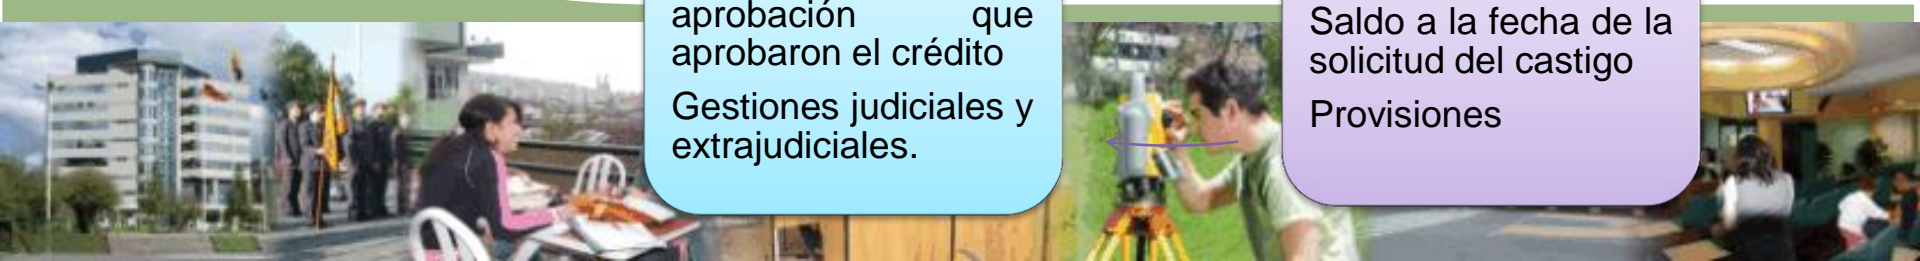 aprobación que
aprobaron el crédito
Gestiones judiciales y
extrajudiciales.
Saldo a la fecha de la
solicitud del castigo
Provisiones